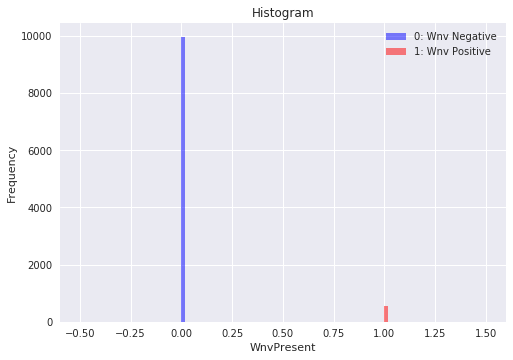 Histogram
0: Wnv Negative
1: Wnv Positive
10000
8000
6000
4000
2000
0
Frequency
−0.50 −0.25 0.00 0.25 0.50 0.75 1.00 1.25 1.50
WnvPresent